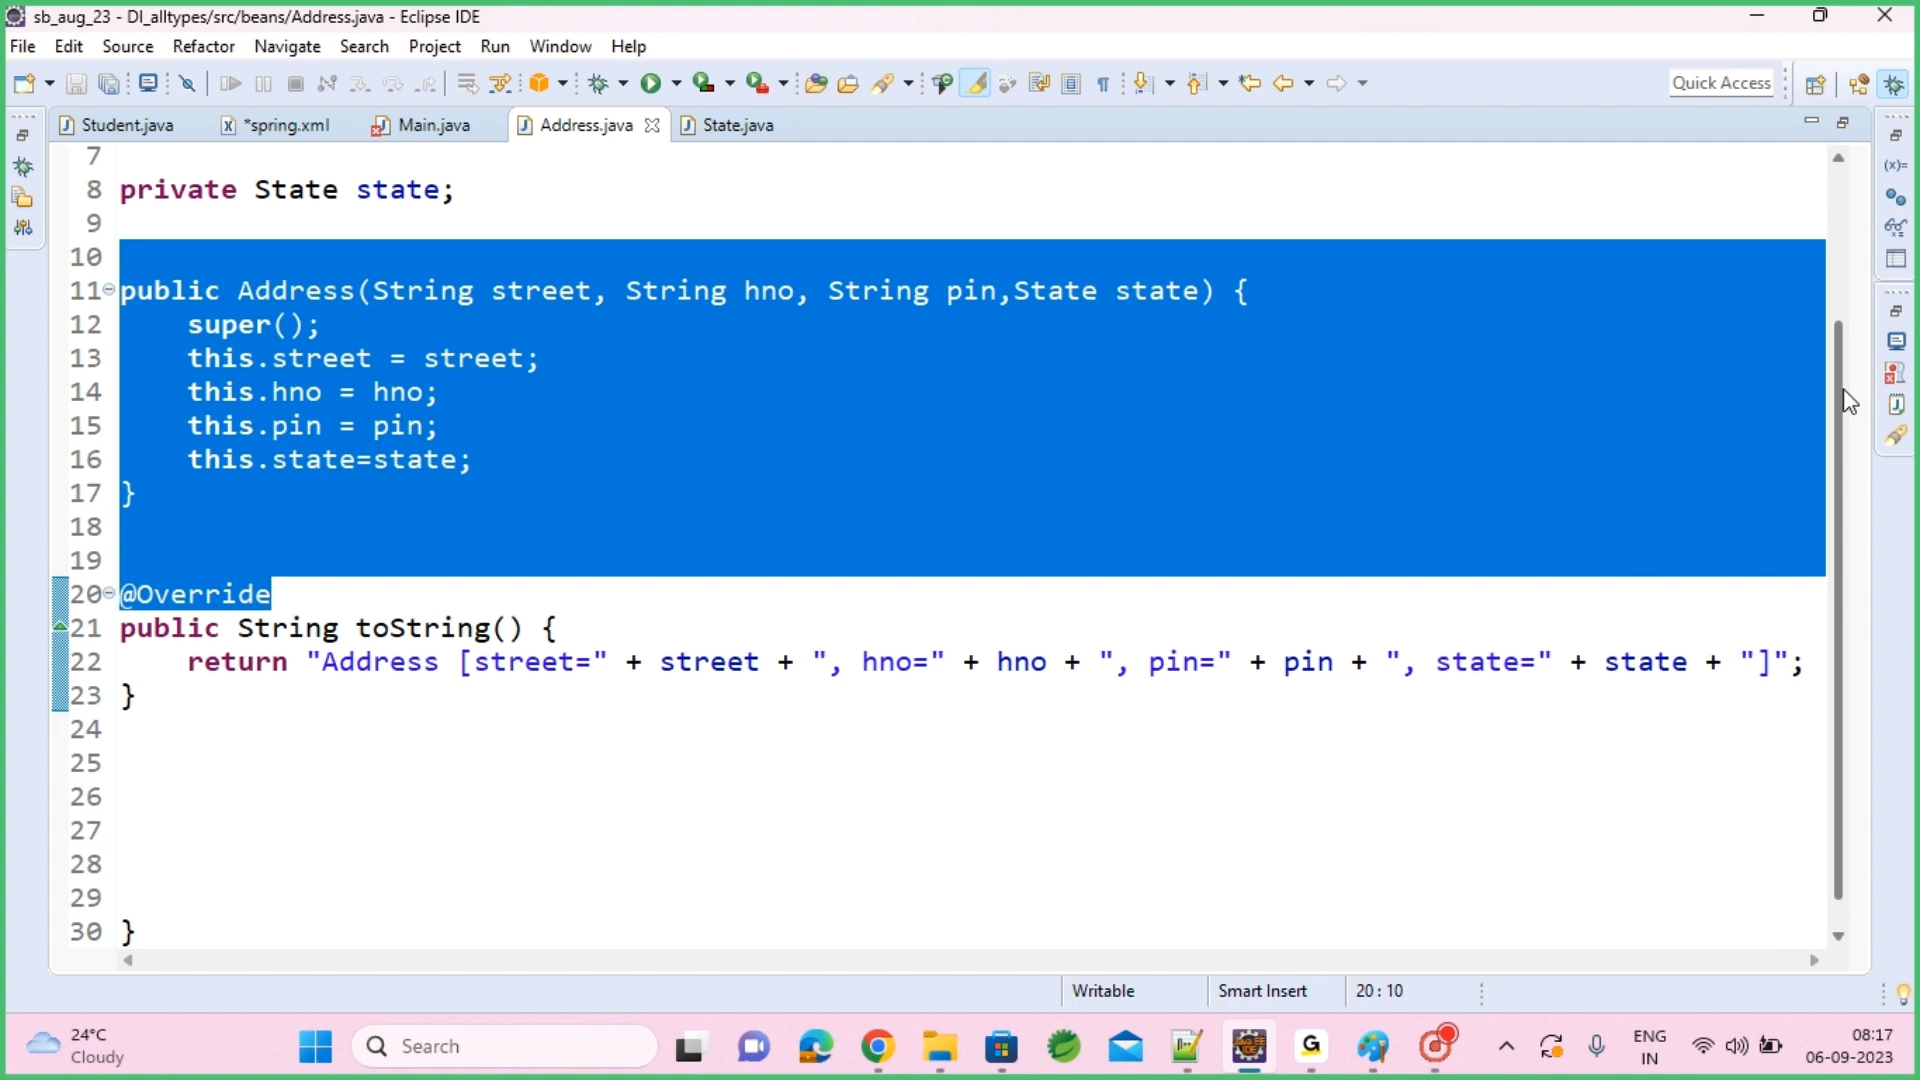 sb_aug_23 - DI_alltypes/src/beans/Address.java - Eclipse IDE
File Edit Source Refactor Navigate Search Project Run Window Help
Quick Access
Student.java *spring.xml Main.java Address.java State.java
7
8 private State state;
9
10
11 public Address(String street, String hno, String pin,State state) {
12 super();
13 this.street = street;
14 this.hno = hno;
15 this.pin = pin;
16 this.state=state;
17 }
18
19
20 @Override
21 public String toString() {
22 return "Address [street=" + street + ", hno=" + hno + ", pin=" + pin + ", state=" + state + "]";
23 }
24
25
26
27
28
29
30 }
Writable Smart Insert 20 : 10
24°C
Cloudy
Search
ENG
IN
08:17
06-09-2023